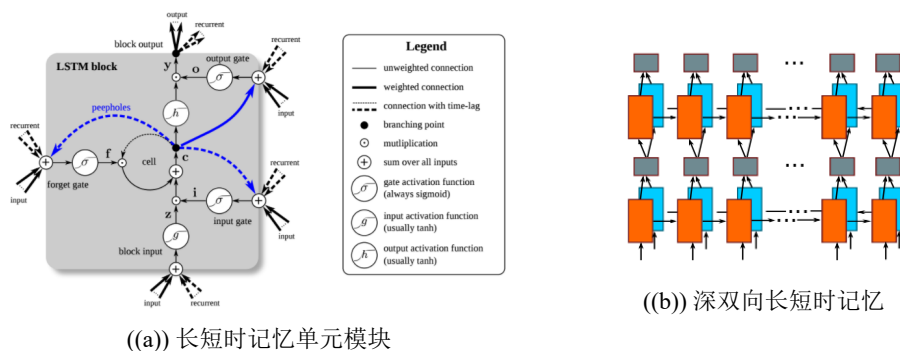 output
recurrent
block output
output gate
LSTM block
y
o
σ
h
input
peepholes
recurrent
f
cell
c
recurrent
σ
forget gate
input
i
σ
z
input gate
g
input
block input
input
recurrent
Legend
unweighted connection
weighted connection
connection with time-lag
branching point
mutliplication
sum over all inputs
σ
gate activation function
(always sigmoid)
g
input activation function
(usually tanh)
h
output activation function
(usually tanh)
((a)) 长短时记忆单元模块
((b)) 深双向长短时记忆